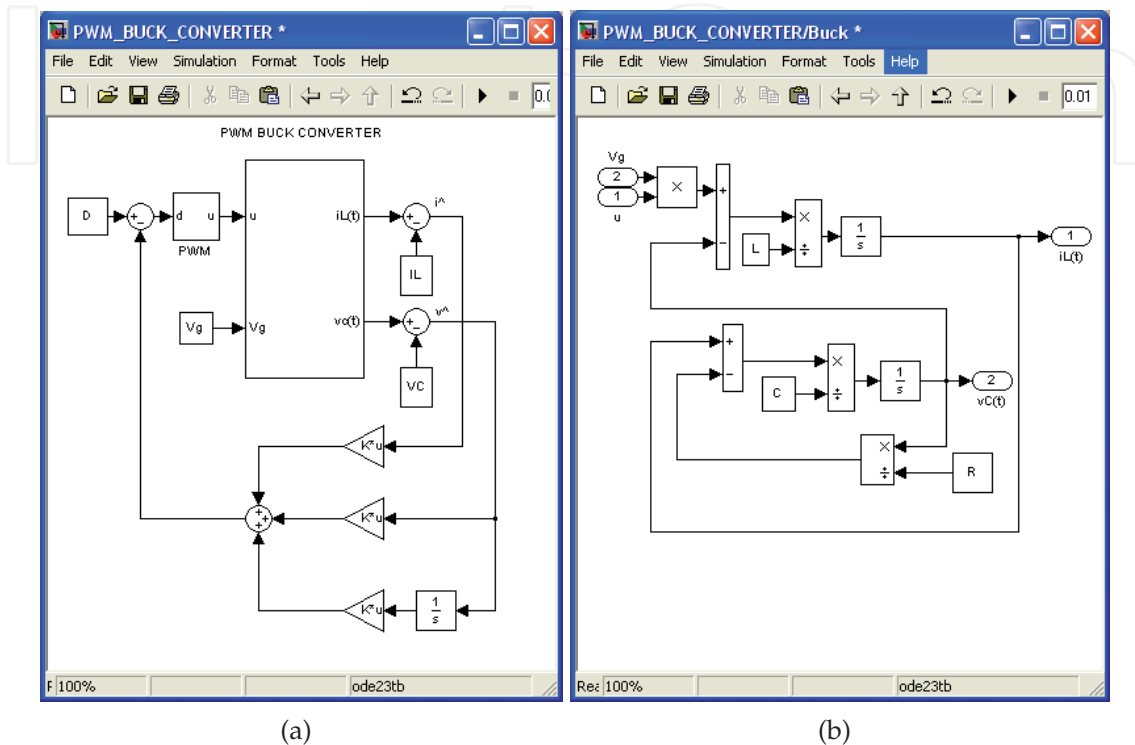 PWM_BUCK_CONVERTER *
File Edit View Simulation Format Tools Help
PWM BUCK CONVERTER
D
+
−
d u
PWM
u
iL(t)
+
−
i^
IL
Vg
Vg
vc(t)
+
−
v^
VC
K*u
K*u
+
+
+
K*u
1
s
100%
ode23tb
(a)
PWM_BUCK_CONVERTER/Buck *
File Edit View Simulation Format Tools Help
0.01
Vg
2
1
u
×
+
−
L
×
÷
1
s
1
iL(t)
+
−
C
×
÷
1
s
2
vC(t)
×
÷
R
100%
ode23tb
(b)